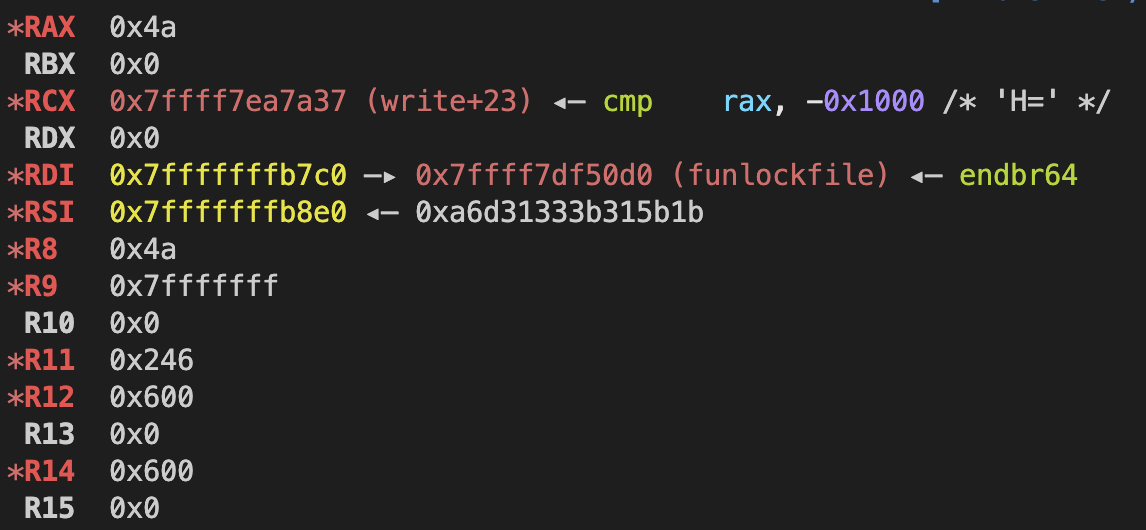 *RAX 0x4a
RBX 0x0
*RCX 0x7ffff7ea7a37 (write+23) ◂— cmp rax, -0x1000 /* 'H=' */
RDX 0x0
*RDI 0x7fffffffb7c0 —▸ 0x7ffff7df50d0 (funlockfile) ◂— endbr64
*RSI 0x7fffffffb8e0 ◂— 0xa6d31333b315b1b
*R8 0x4a
*R9 0x7fffffff
R10 0x0
*R11 0x246
*R12 0x600
R13 0x0
*R14 0x600
R15 0x0